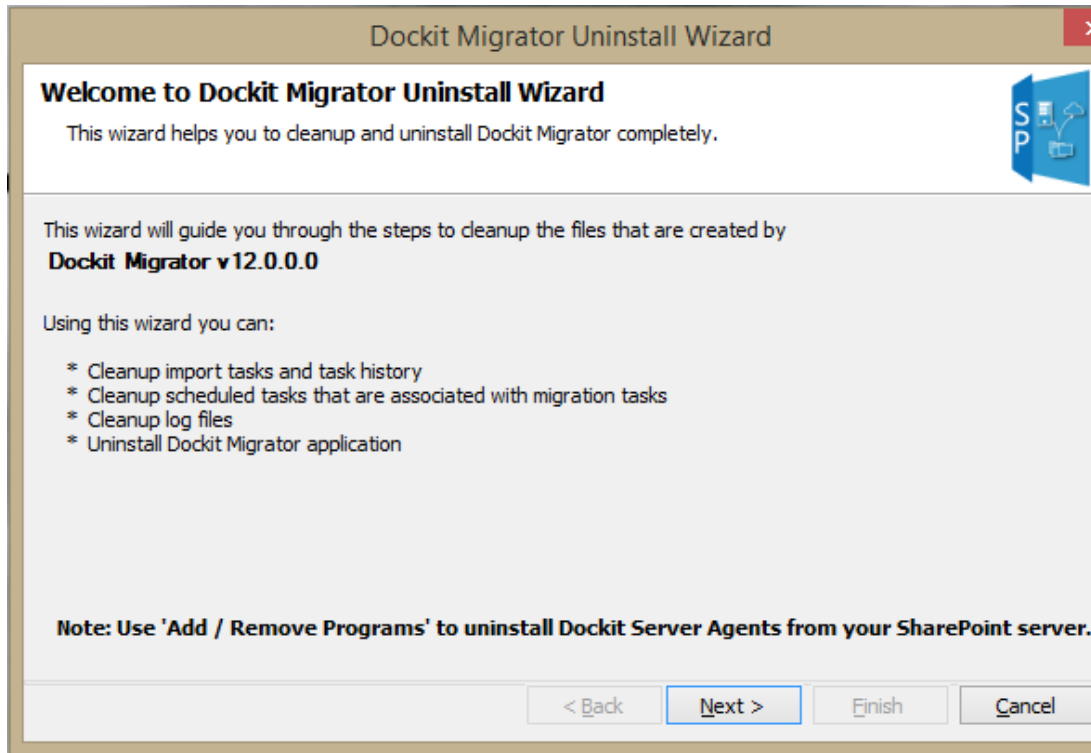 Dockit Migrator Uninstall Wizard
Welcome to Dockit Migrator Uninstall Wizard
This wizard helps you to cleanup and uninstall Dockit Migrator completely.
S
P
This wizard will guide you through the steps to cleanup the files that are created by
Dockit Migrator v12.0.0.0
Using this wizard you can:
* Cleanup import tasks and task history
* Cleanup scheduled tasks that are associated with migration tasks
* Cleanup log files
* Uninstall Dockit Migrator application
Note: Use 'Add / Remove Programs' to uninstall Dockit Server Agents from your SharePoint server.
< Back Next > Finish Cancel